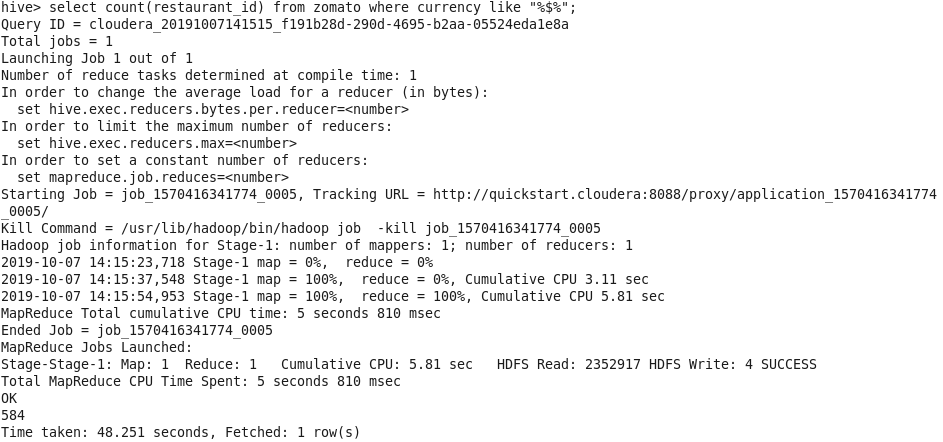 hive> select count(restaurant_id) from zomato where currency like "%$%";
Query ID = cloudera_20191007141515_f191b28d-290d-4695-b2aa-05524eda1e8a
Total jobs = 1
Launching Job 1 out of 1
Number of reduce tasks determined at compile time: 1
In order to change the average load for a reducer (in bytes):
  set hive.exec.reducers.bytes.per.reducer=<number>
In order to limit the maximum number of reducers:
  set hive.exec.reducers.max=<number>
In order to set a constant number of reducers:
  set mapreduce.job.reduces=<number>
Starting Job = job_1570416341774_0005, Tracking URL = http://quickstart.cloudera:8088/proxy/application_1570416341774
_0005/
Kill Command = /usr/lib/hadoop/bin/hadoop job  -kill job_1570416341774_0005
Hadoop job information for Stage-1: number of mappers: 1; number of reducers: 1
2019-10-07 14:15:23,718 Stage-1 map = 0%,  reduce = 0%
2019-10-07 14:15:37,548 Stage-1 map = 100%,  reduce = 0%, Cumulative CPU 3.11 sec
2019-10-07 14:15:54,953 Stage-1 map = 100%,  reduce = 100%, Cumulative CPU 5.81 sec
MapReduce Total cumulative CPU time: 5 seconds 810 msec
Ended Job = job_1570416341774_0005
MapReduce Jobs Launched:
Stage-Stage-1: Map: 1  Reduce: 1   Cumulative CPU: 5.81 sec   HDFS Read: 2352917 HDFS Write: 4 SUCCESS
Total MapReduce CPU Time Spent: 5 seconds 810 msec
OK
584
Time taken: 48.251 seconds, Fetched: 1 row(s)